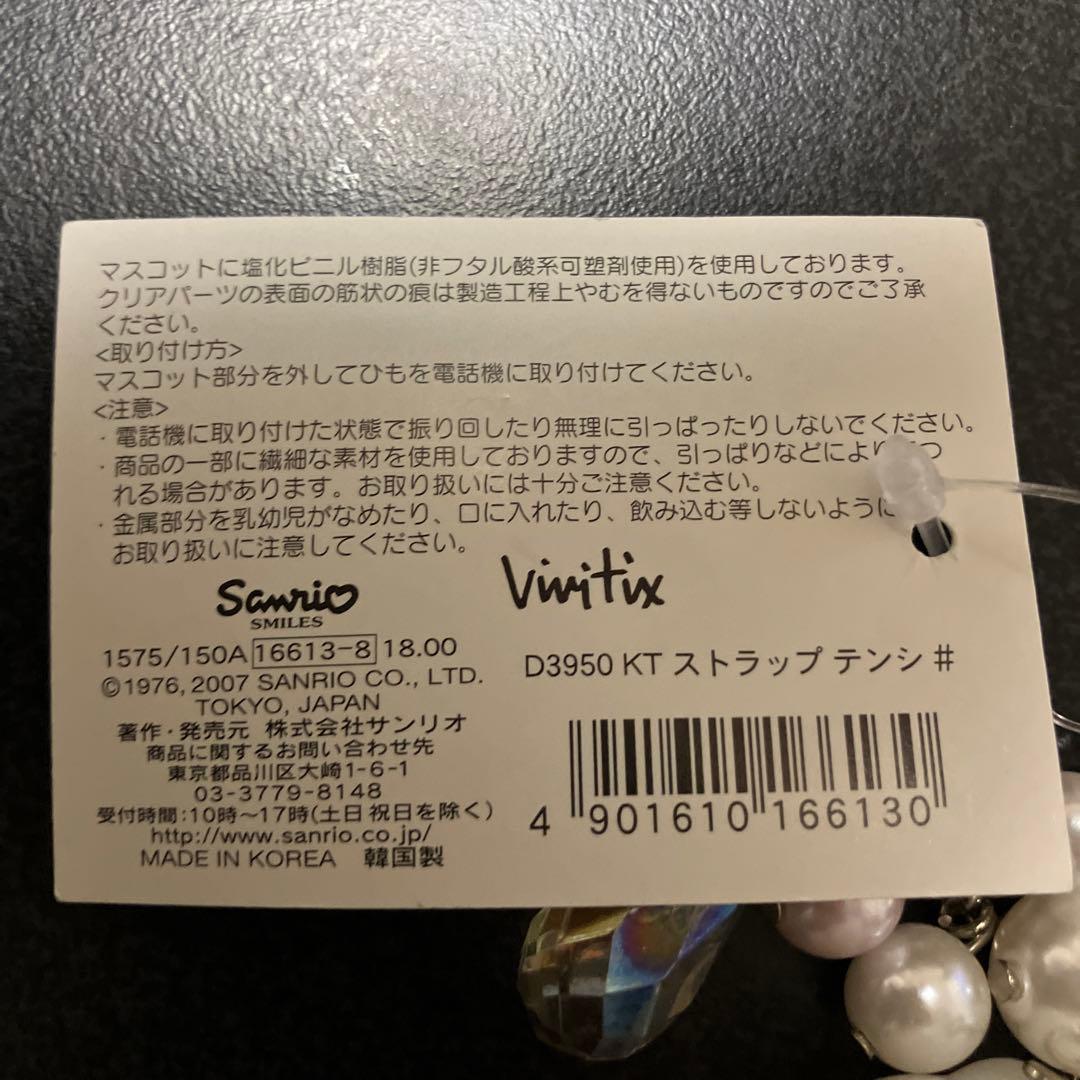 マスコットに塩化ビニル樹脂(非フタル酸系可塑剤使用)を使用しております。
クリアパーツの表面の筋状の痕は製造工程上やむを得ないものですのでご了承
ください。
<取り付け方>
マスコット部分を外してひもを電話機に取り付けてください。
<注意>
・電話機に取り付けた状態で振り回したり無理に引っぱったりしないでください。
・商品の一部に繊細な素材を使用しておりますので、引っぱりなどにより つ
れる場合があります。お取り扱いには十分ご注意ください。
・金属部分を乳幼児がなめたり、口に入れたり、飲み込む等しないように
お取り扱いに注意してください。
Sanrio
SMILES
1575/150A 16613-8 18.00
©1976, 2007 SANRIO CO., LTD.
TOKYO, JAPAN
著作・発売元 株式会社サンリオ
商品に関するお問い合わせ先
東京都品川区大崎1-6-1
03-3779-8148
受付時間:10時〜17時(土日祝日を除く)
http://www.sanrio.co.jp/
MADE IN KOREA 韓国製
Vivitix
D3950 KT ストラップ テンシ #
4 901610 166130